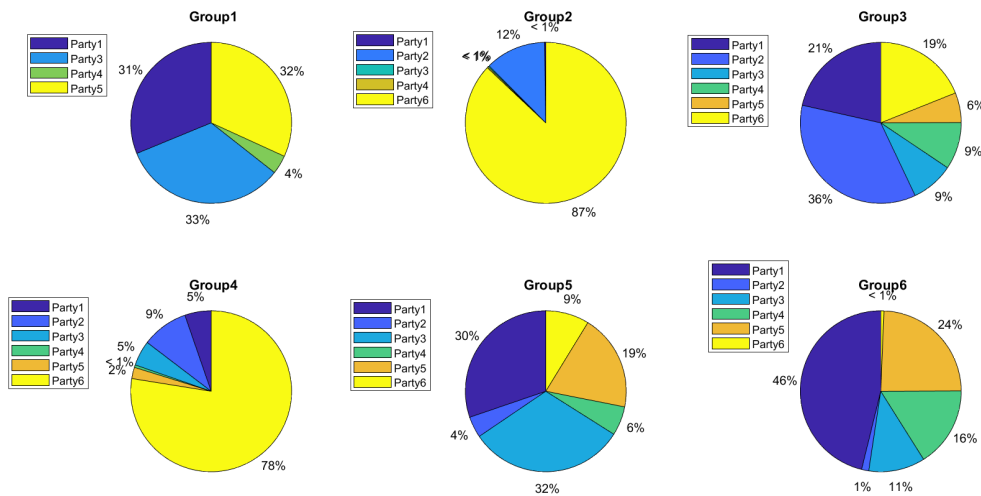 Group1
Party1
Party3
Party4
Party5
31%
32%
4%
33%
Group2
Party1
Party2
Party3
Party4
Party6
< 1%
12%
< 1%
87%
Group3
Party1
Party2
Party3
Party4
Party5
Party6
21%
19%
6%
9%
9%
36%
Group4
Party1
Party2
Party3
Party4
Party5
Party6
5%
9%
5%
< 1%
2%
78%
Group5
Party1
Party2
Party3
Party4
Party5
Party6
9%
30%
19%
6%
4%
32%
Group6
Party1
Party2
Party3
Party4
Party5
Party6
< 1%
24%
46%
16%
1%
11%